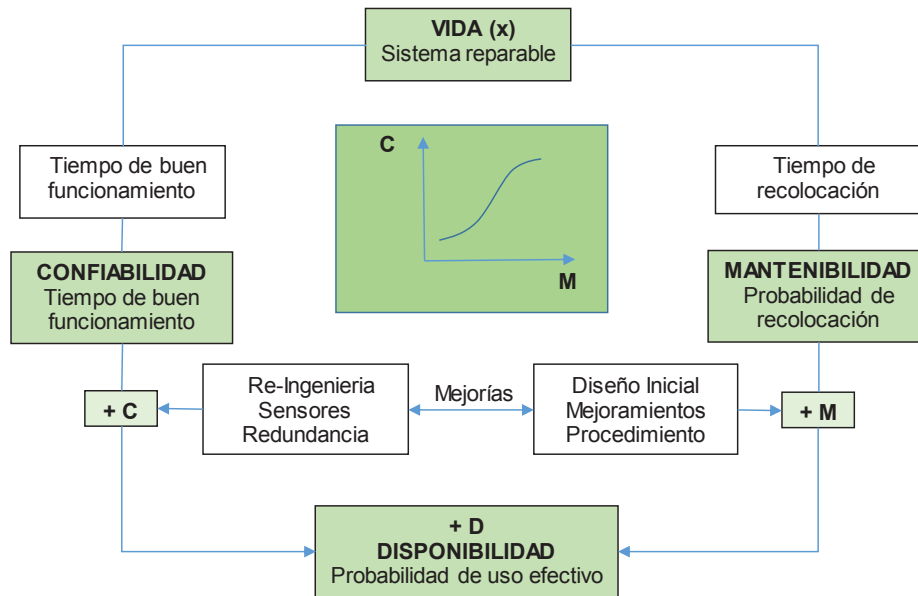 VIDA (x)
Sistema reparable
Tiempo de buen
funcionamiento
C
M
Tiempo de
recolocación
CONFIABILIDAD
Tiempo de buen
funcionamiento
MANTENIBILIDAD
Probabilidad de
recolocación
+ C
Re-Ingenieria
Sensores
Redundancia
Mejorías
Diseño Inicial
Mejoramientos
Procedimiento
+ M
+ D
DISPONIBILIDAD
Probabilidad de uso efectivo